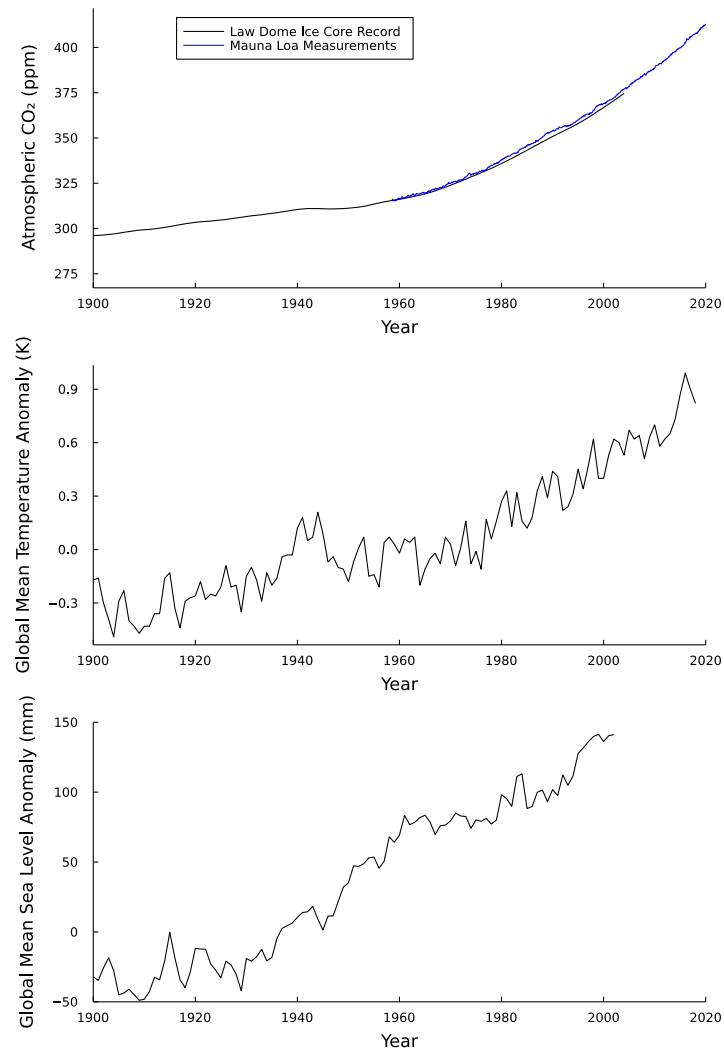 Law Dome Ice Core Record
Mauna Loa Measurements
Atmospheric CO₂ (ppm)
400
375
350
325
300
275
1900 1920 1940 1960 1980 2000 2020
Year
Global Mean Temperature Anomaly (K)
0.9
0.6
0.3
0.0
−0.3
1900 1920 1940 1960 1980 2000 2020
Year
Global Mean Sea Level Anomaly (mm)
150
100
50
0
−50
1900 1920 1940 1960 1980 2000 2020
Year